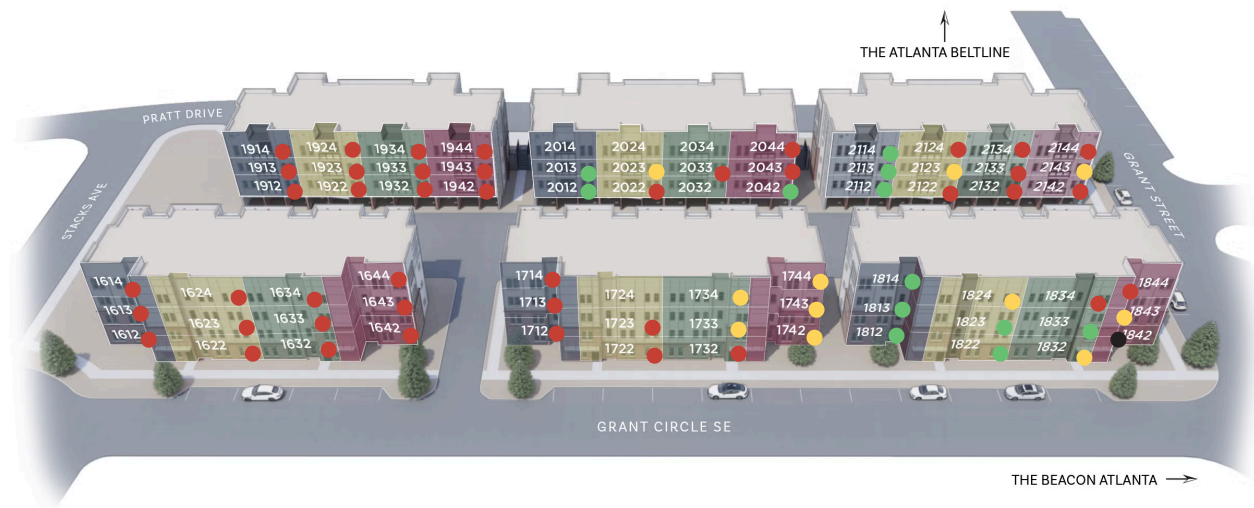 THE ATLANTA BELTLINE
PRATT DRIVE
STACKS AVE
GRANT STREET
1914 1924 1934 1944
1913 1923 1933 1943
1912 1922 1932 1942
2014 2024 2034 2044
2013 2023 2033 2043
2012 2022 2032 2042
2114 2124 2134 2144
2113 2123 2133 2143
2112 2122 2132 2142
1614 1624 1634 1644
1613 1623 1633 1643
1612 1622 1632 1642
1714 1724 1734 1744
1713 1723 1733 1743
1712 1722 1732 1742
1814 1824 1834 1844
1813 1823 1833 1843
1812 1822 1832 1842
GRANT CIRCLE SE
THE BEACON ATLANTA